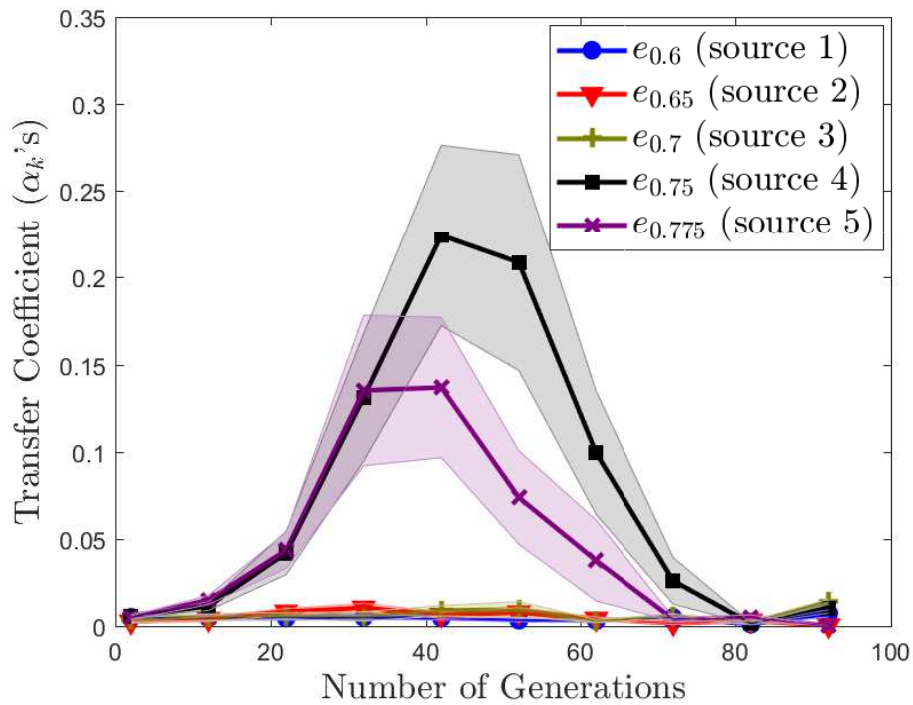 0.35
0.3
0.25
0.2
0.15
0.1
0.05
0
Transfer Coefficient (αₖ's)
e₀.₆ (source 1)
e₀.₆₅ (source 2)
e₀.₇ (source 3)
e₀.₇₅ (source 4)
e₀.₇₇₅ (source 5)
0 20 40 60 80 100
Number of Generations